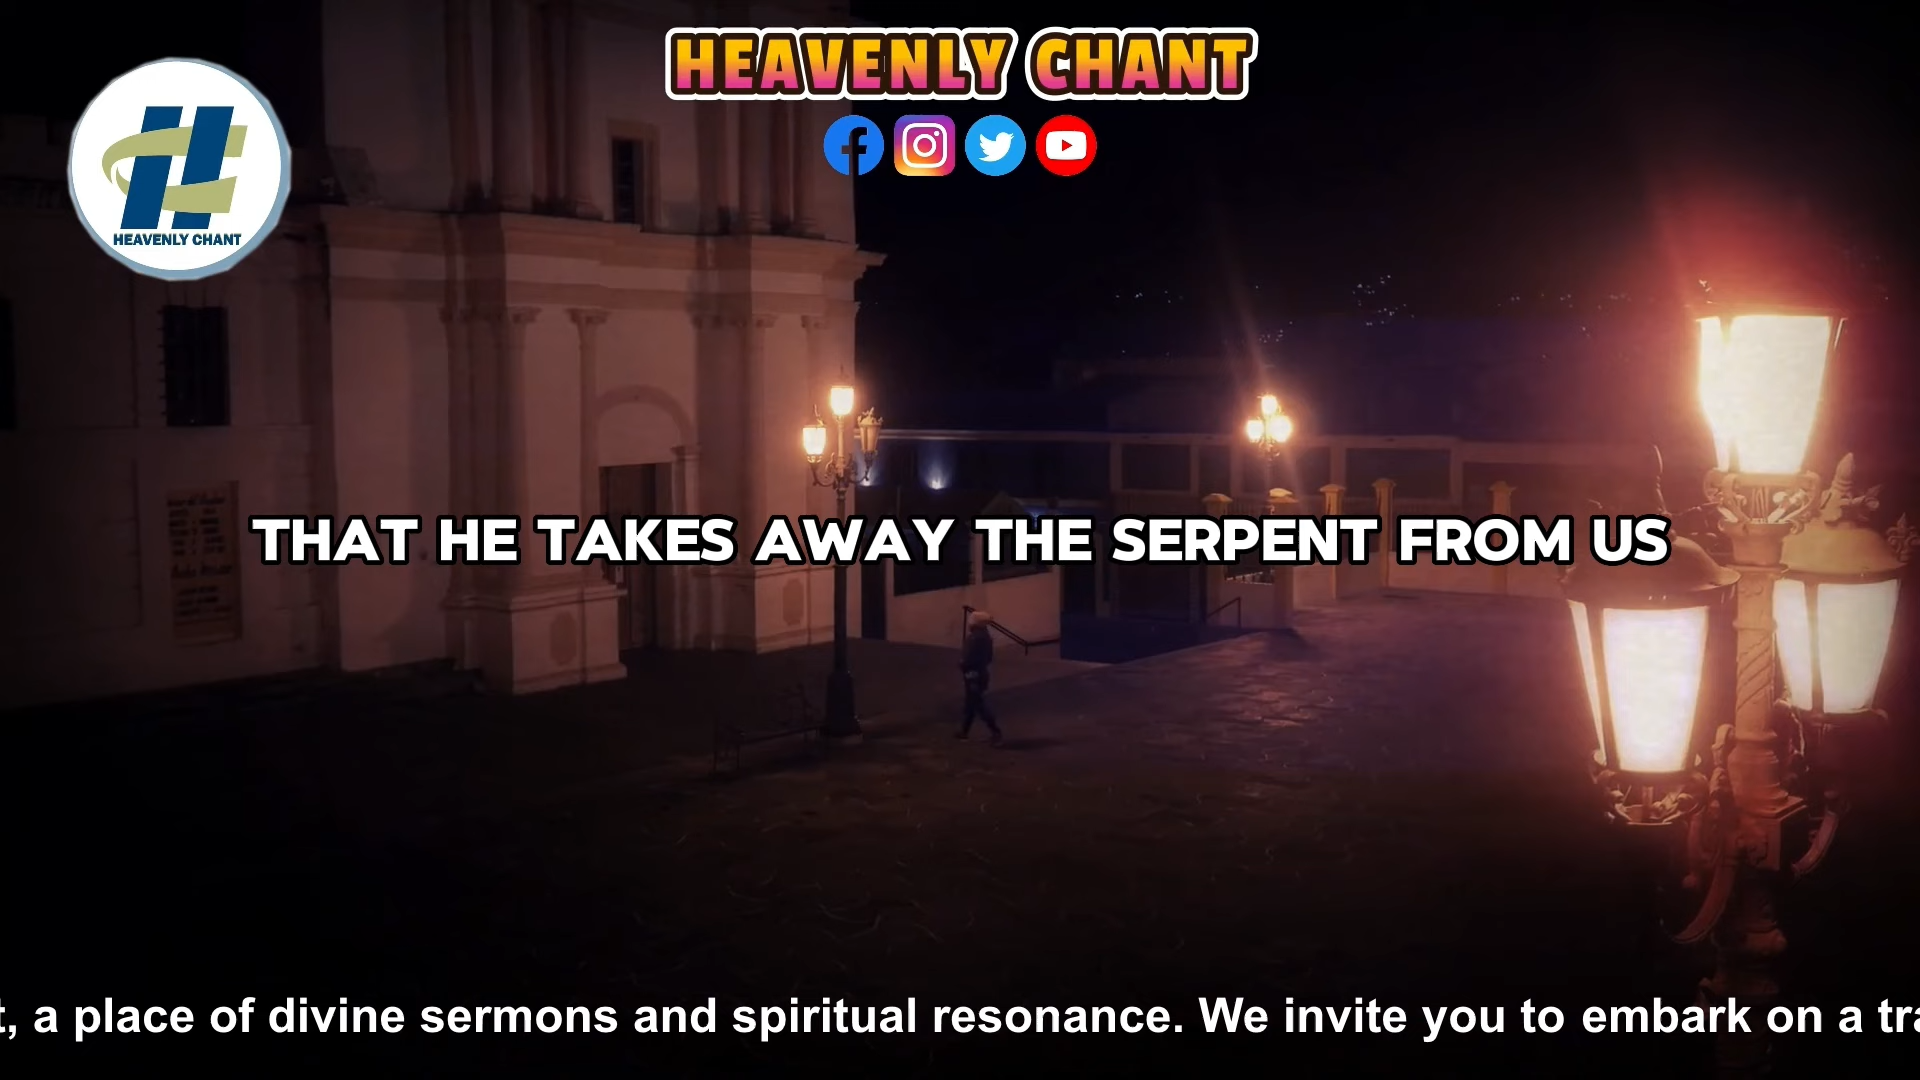 HEAVENLY CHANT
HEAVENLY CHANT
THAT HE TAKES AWAY THE SERPENT FROM US
, a place of divine sermons and spiritual resonance. We invite you to embark on a